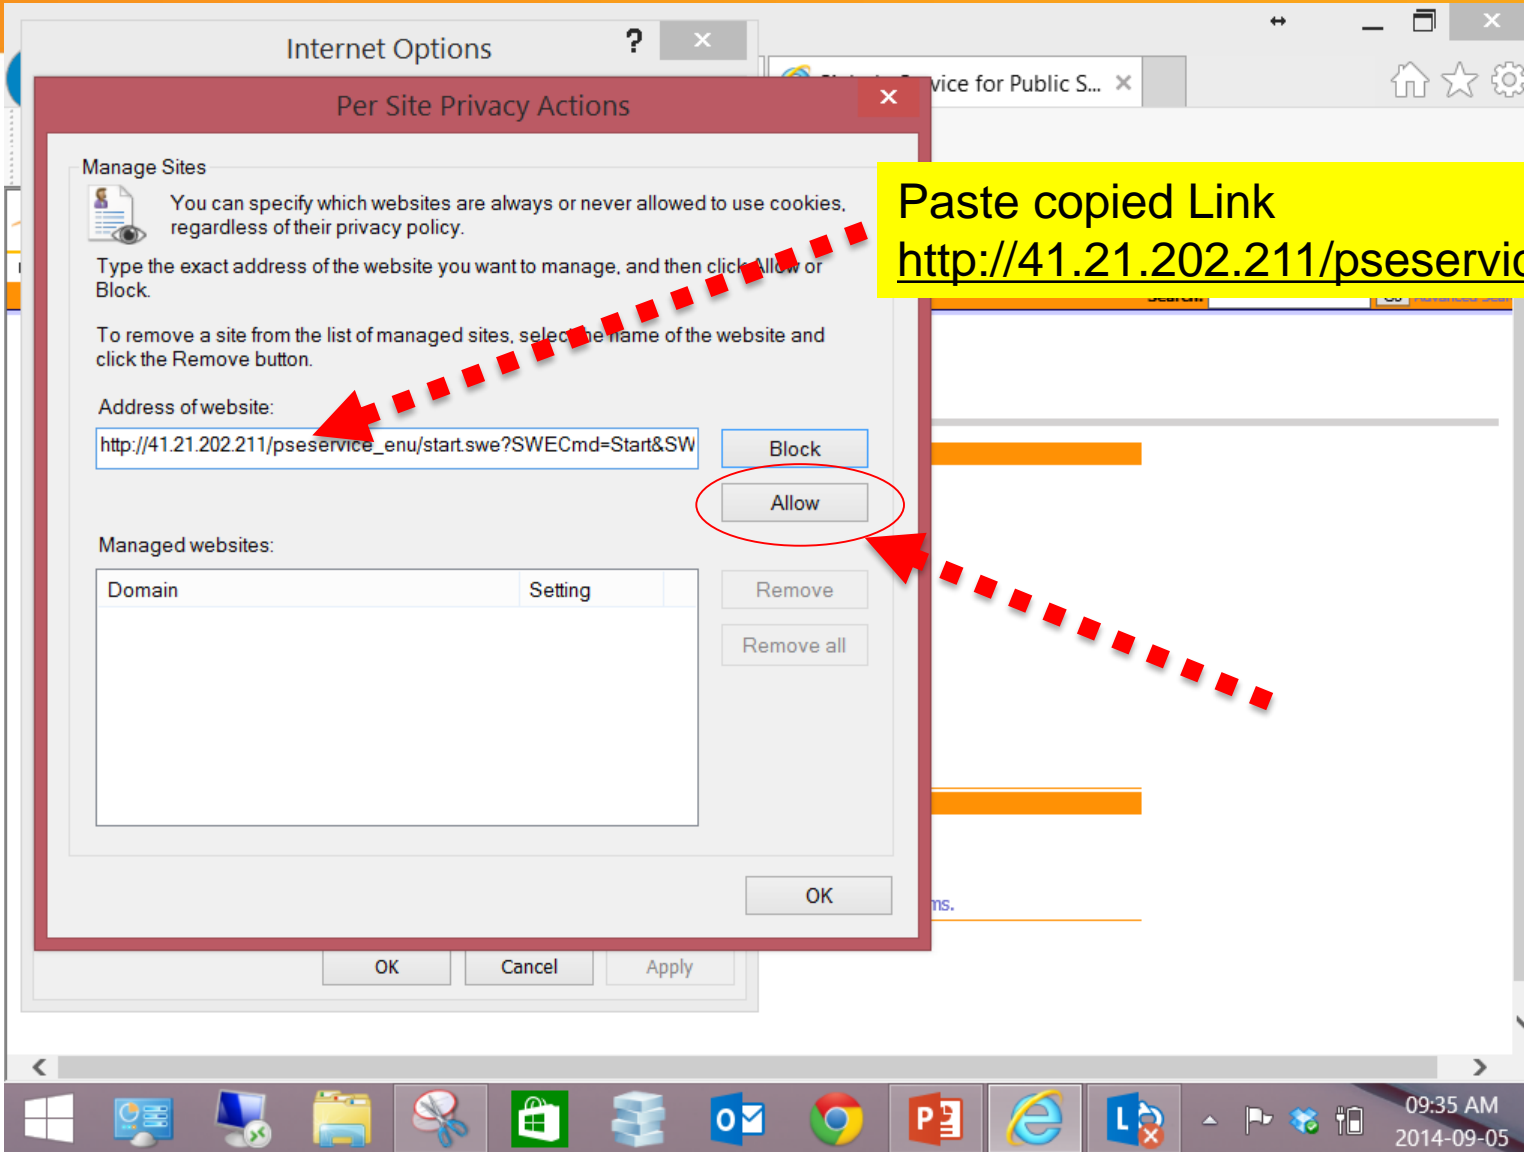 Internet Options
?
vice for Public S...
Per Site Privacy Actions
Manage Sites
You can specify which websites are always or never allowed to use cookies,
regardless of their privacy policy.
Type the exact address of the website you want to manage, and then click Allow or
Block.
To remove a site from the list of managed sites, select the name of the website and
click the Remove button.
Paste copied Link
http://41.21.202.211/pseservic
Address of website:
http://41.21.202.211/pseservice_enu/start.swe?SWECmd=Start&SW
Block
Allow
Managed websites:
Domain Setting
Remove
Remove all
OK
ms.
OK Cancel Apply
09:35 AM
2014-09-05